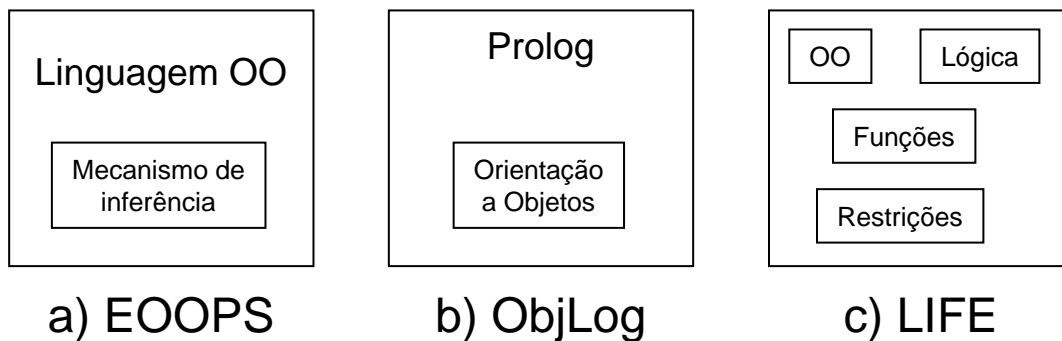 Linguagem OO
Mecanismo de
inferência
a) EOOPS
Prolog
Orientação
a Objetos
b) ObjLog
OO
Lógica
Funções
Restrições
c) LIFE